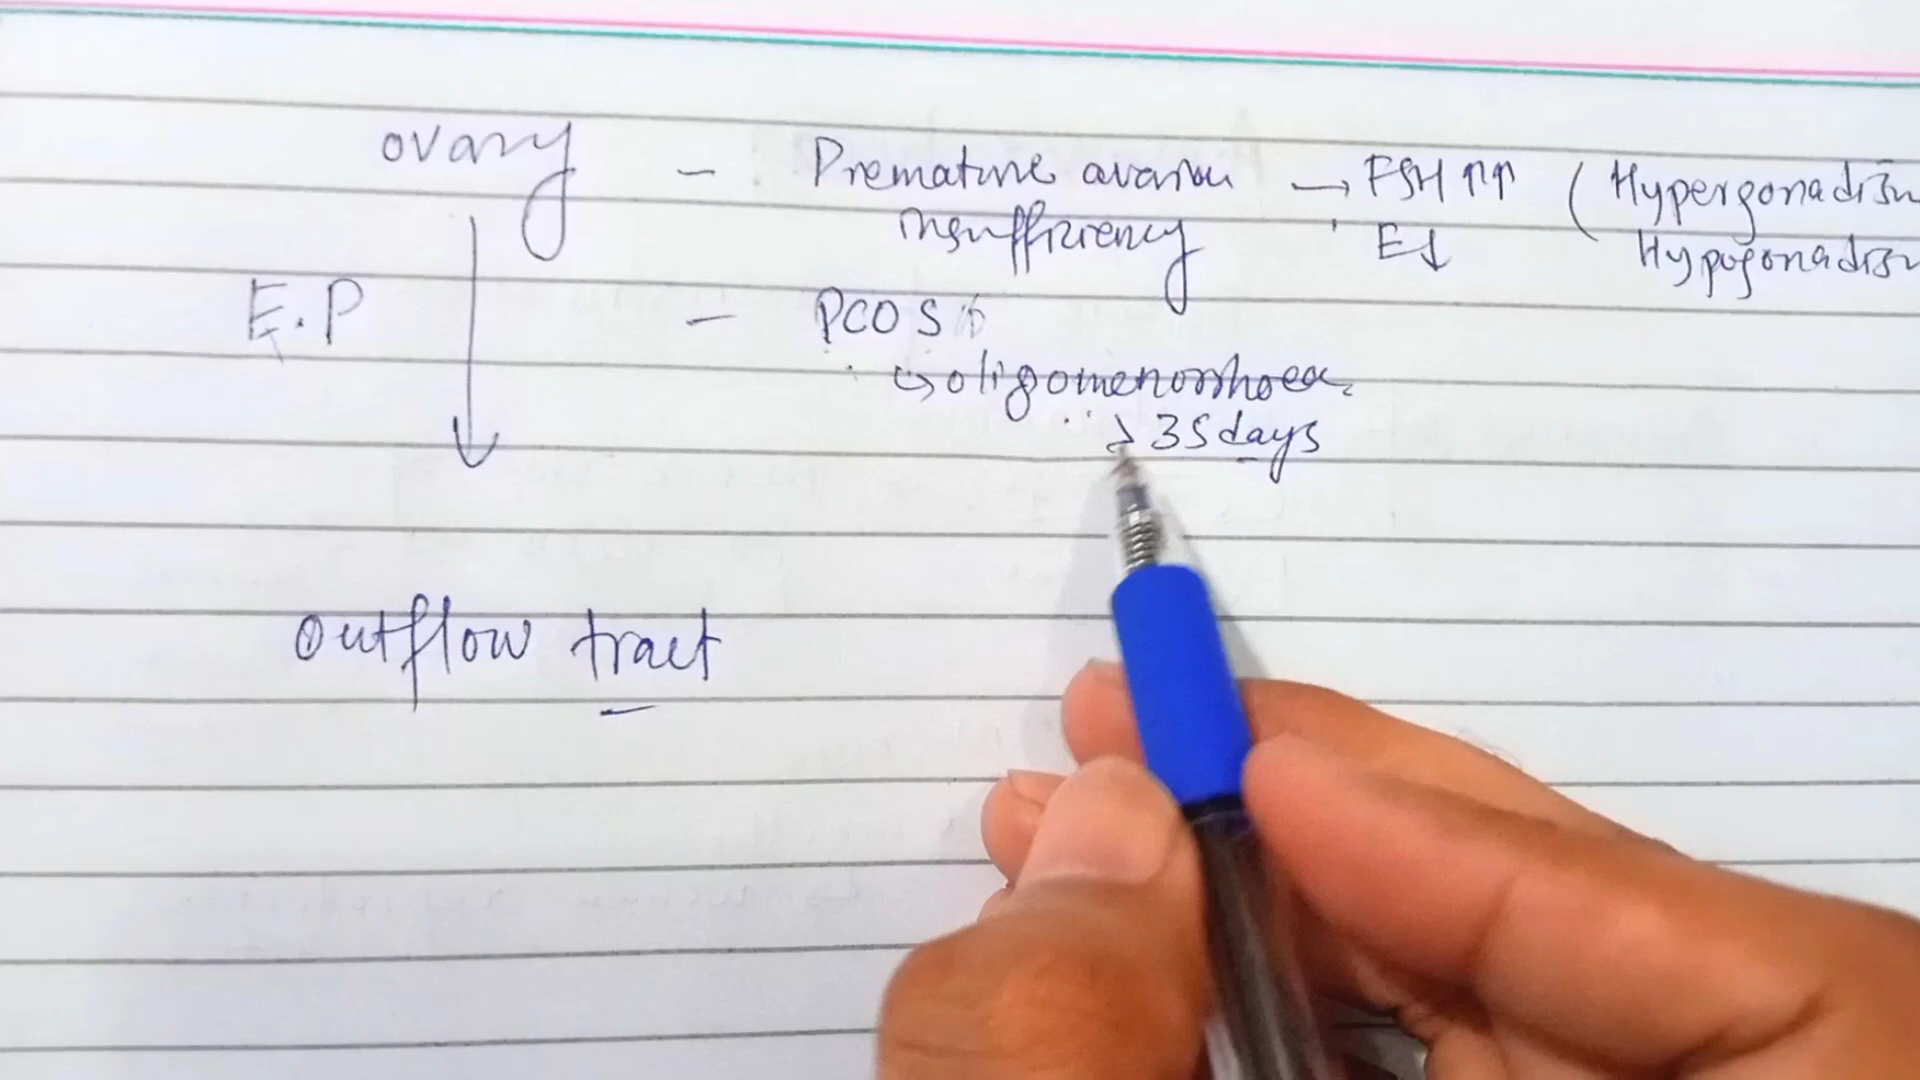 ovary - Premature ovarian → FSH ↑↑ (Hypergonadism
insufficiency E↓ Hypogonadism
E.P - PCOS
↳ oligomenorrhoea
> 35 days
outflow tract